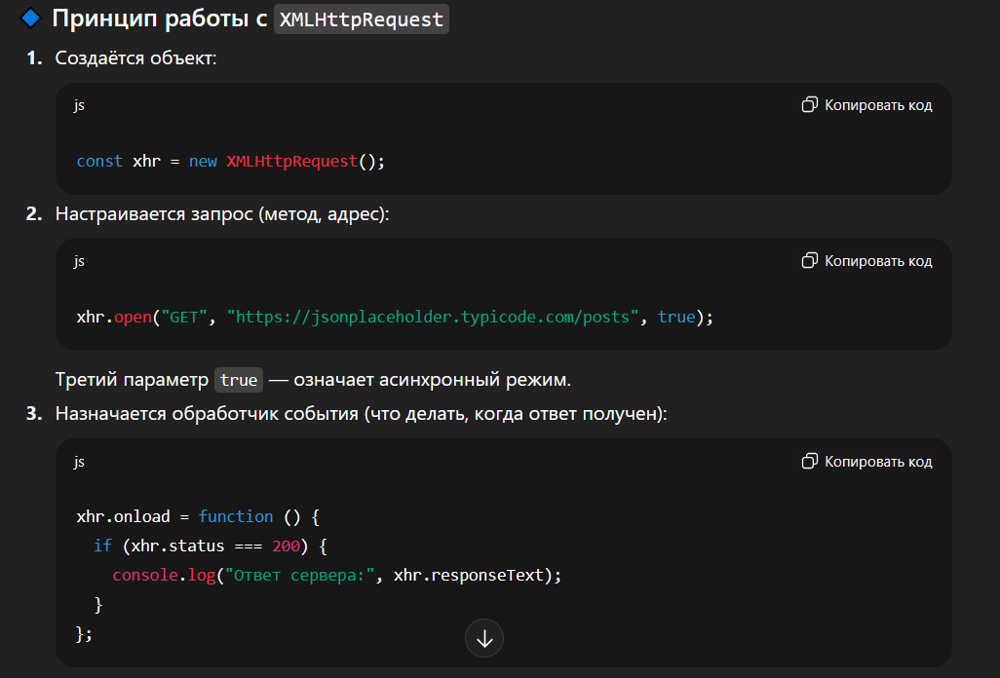 Принцип работы с XMLHttpRequest
1. Создаётся объект:
js Копировать код
const xhr = new XMLHttpRequest();
2. Настраивается запрос (метод, адрес):
js Копировать код
xhr.open("GET", "https://jsonplaceholder.typicode.com/posts", true);
Третий параметр true — означает асинхронный режим.
3. Назначается обработчик события (что делать, когда ответ получен):
js Копировать код
xhr.onload = function () {
if (xhr.status === 200) {
console.log("Ответ сервера:", xhr.responseText);
}
};